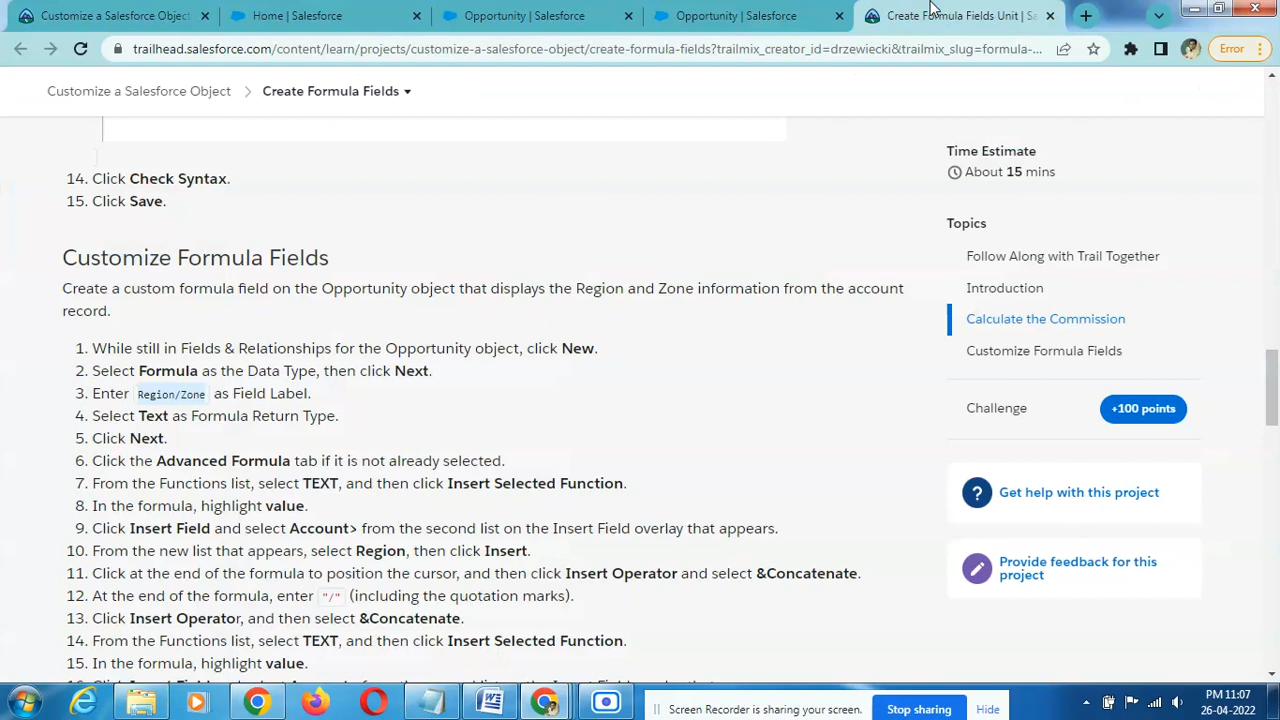 Customize a Salesforce Object
Home | Salesforce
Opportunity | Salesforce
Opportunity | Salesforce
Create Formula Fields Unit | Sa
trailhead.salesforce.com/content/learn/projects/customize-a-salesforce-object/create-formula-fields?trailmix_creator_id=drzewiecki&trailmix_slug=formula-...
Error
Customize a Salesforce Object
Create Formula Fields
14. Click Check Syntax.
15. Click Save.
Customize Formula Fields
Create a custom formula field on the Opportunity object that displays the Region and Zone information from the account
record.
1. While still in Fields & Relationships for the Opportunity object, click New.
2. Select Formula as the Data Type, then click Next.
3. Enter Region/Zone as Field Label.
4. Select Text as Formula Return Type.
5. Click Next.
6. Click the Advanced Formula tab if it is not already selected.
7. From the Functions list, select TEXT, and then click Insert Selected Function.
8. In the formula, highlight value.
9. Click Insert Field and select Account> from the second list on the Insert Field overlay that appears.
10. From the new list that appears, select Region, then click Insert.
11. Click at the end of the formula to position the cursor, and then click Insert Operator and select &Concatenate.
12. At the end of the formula, enter "/" (including the quotation marks).
13. Click Insert Operator, and then select &Concatenate.
14. From the Functions list, select TEXT, and then click Insert Selected Function.
15. In the formula, highlight value.
Time Estimate
About 15 mins
Topics
Follow Along with Trail Together
Introduction
Calculate the Commission
Customize Formula Fields
Challenge
+100 points
? Get help with this project
Provide feedback for this
project
Screen Recorder is sharing your screen.
Stop sharing
Hide
PM 11:07
26-04-2022